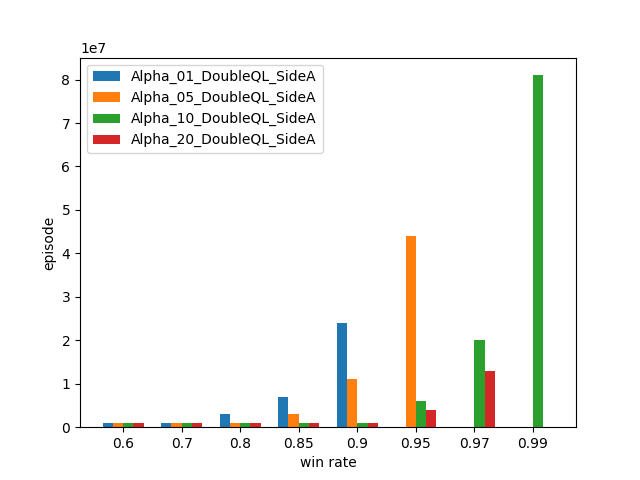 1e7
Alpha_01_DoubleQL_SideA
Alpha_05_DoubleQL_SideA
Alpha_10_DoubleQL_SideA
Alpha_20_DoubleQL_SideA
8
7
6
5
4
3
2
1
0
episode
0.6 0.7 0.8 0.85 0.9 0.95 0.97 0.99
win rate